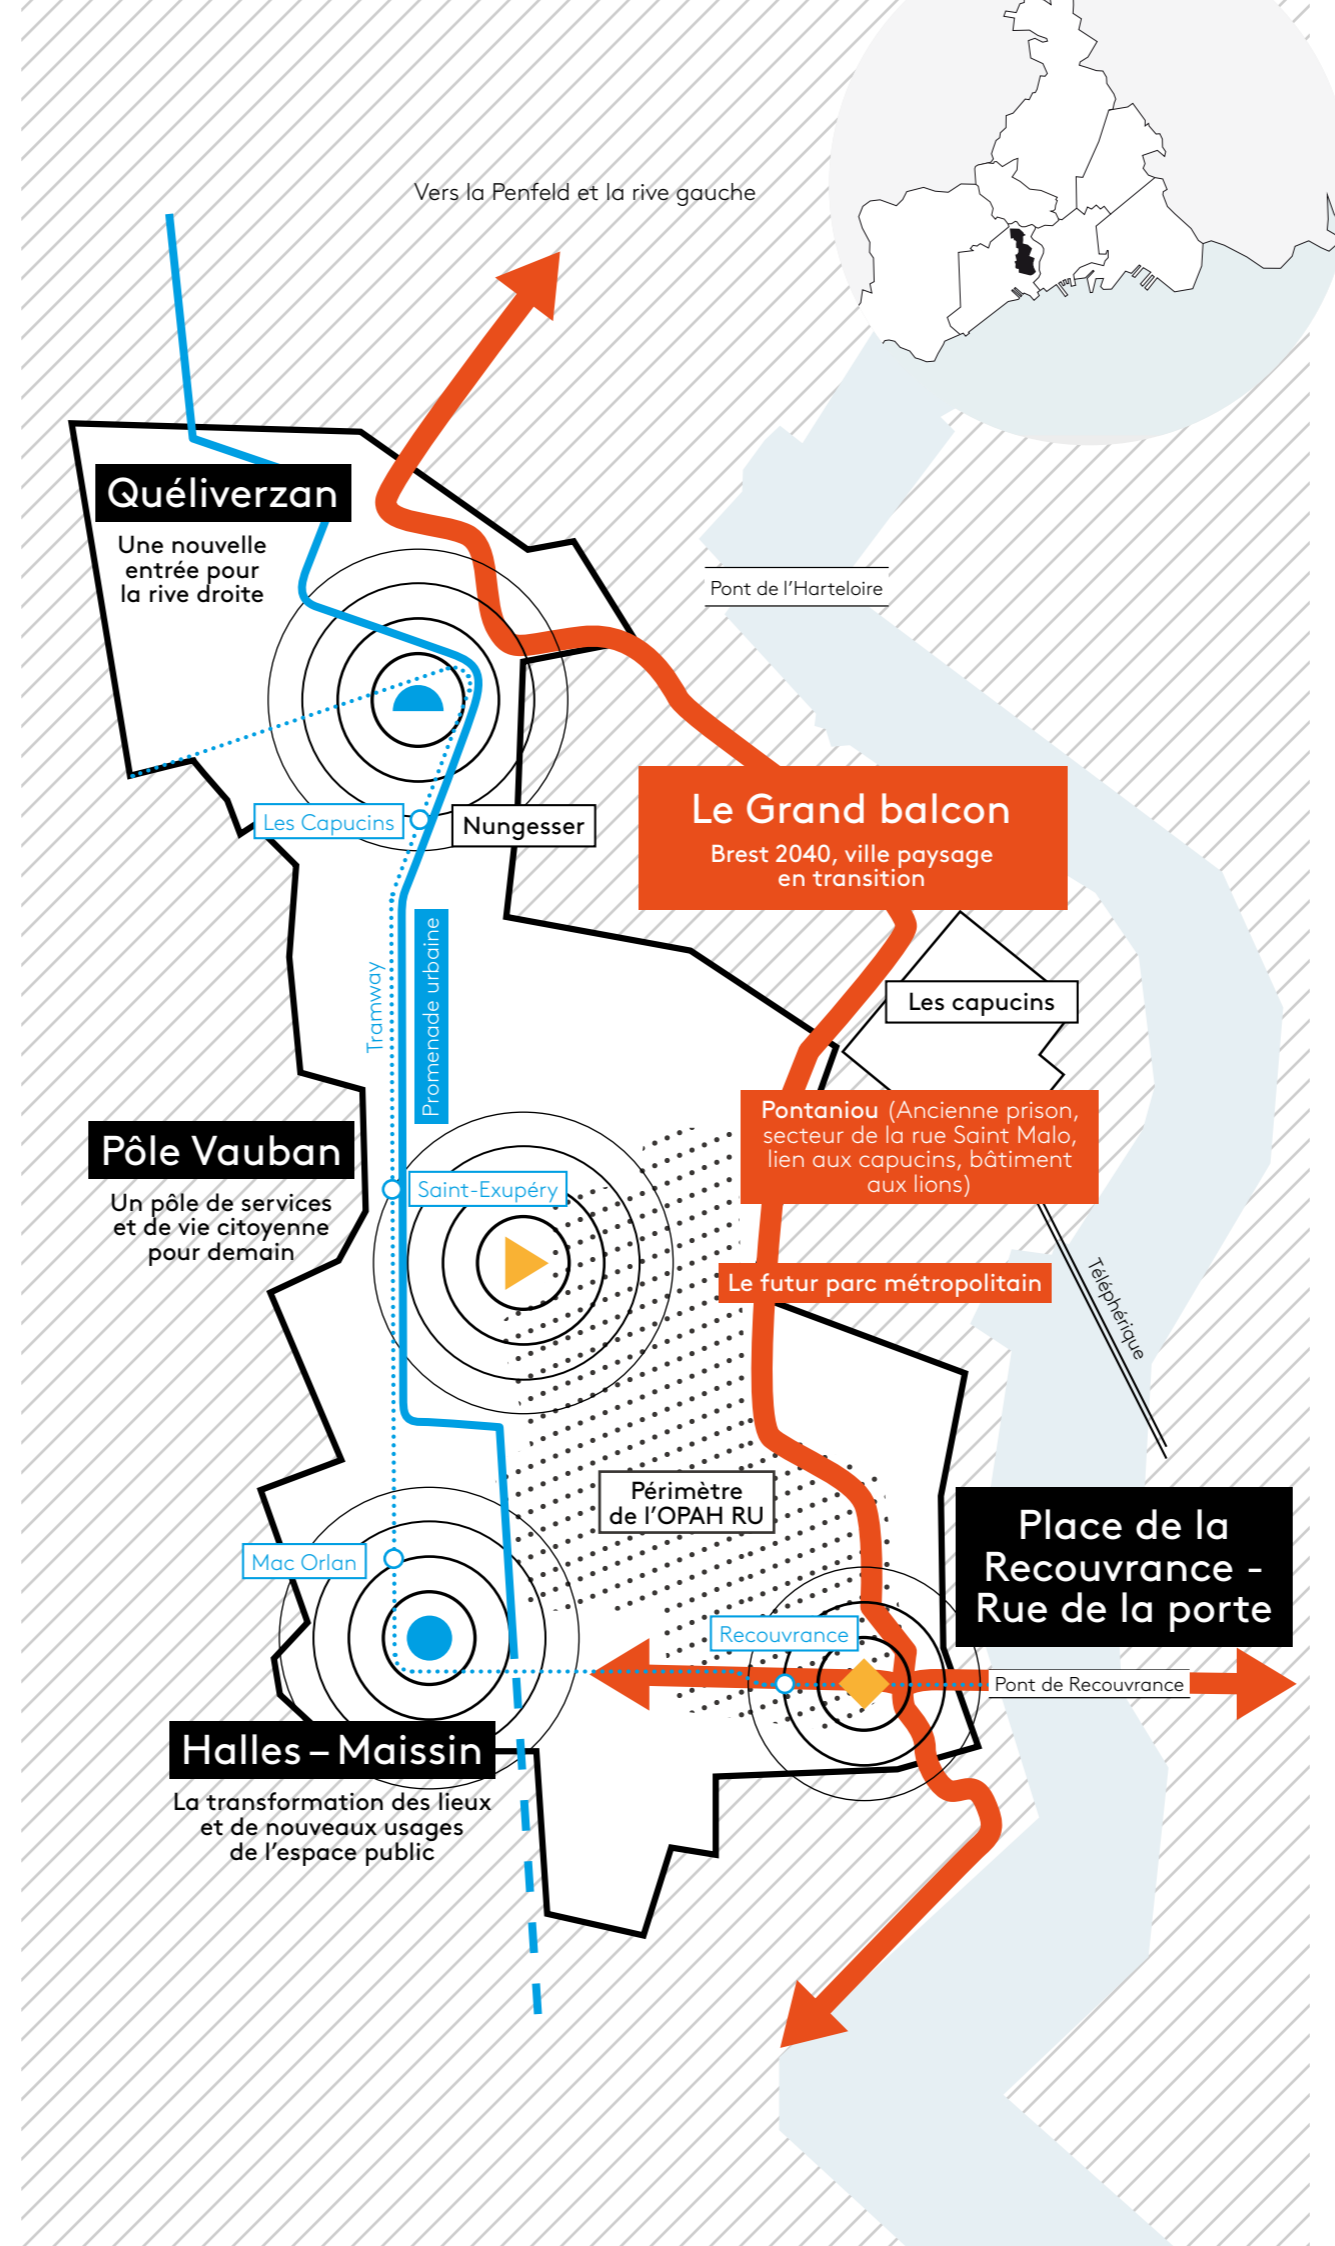 Vers la Penfeld et la rive gauche
Quéliverzan
Une nouvelle
entrée pour
la rive droite
Pont de l'Harteloire
Les Capucins
Nungesser
Le Grand balcon
Brest 2040, ville paysage
en transition
Tramway
Promenade urbaine
Les capucins
Pontaniou (Ancienne prison,
secteur de la rue Saint Malo,
lien aux capucins, bâtiment
aux lions)
Pôle Vauban
Un pôle de services
et de vie citoyenne
pour demain
Saint-Exupéry
Le futur parc métropolitain
Téléphérique
Périmètre
de l'OPAH RU
Place de la
Recouvrance -
Rue de la porte
Mac Orlan
Recouvrance
Pont de Recouvrance
Halles – Maissin
La transformation des lieux
et de nouveaux usages
de l'espace public